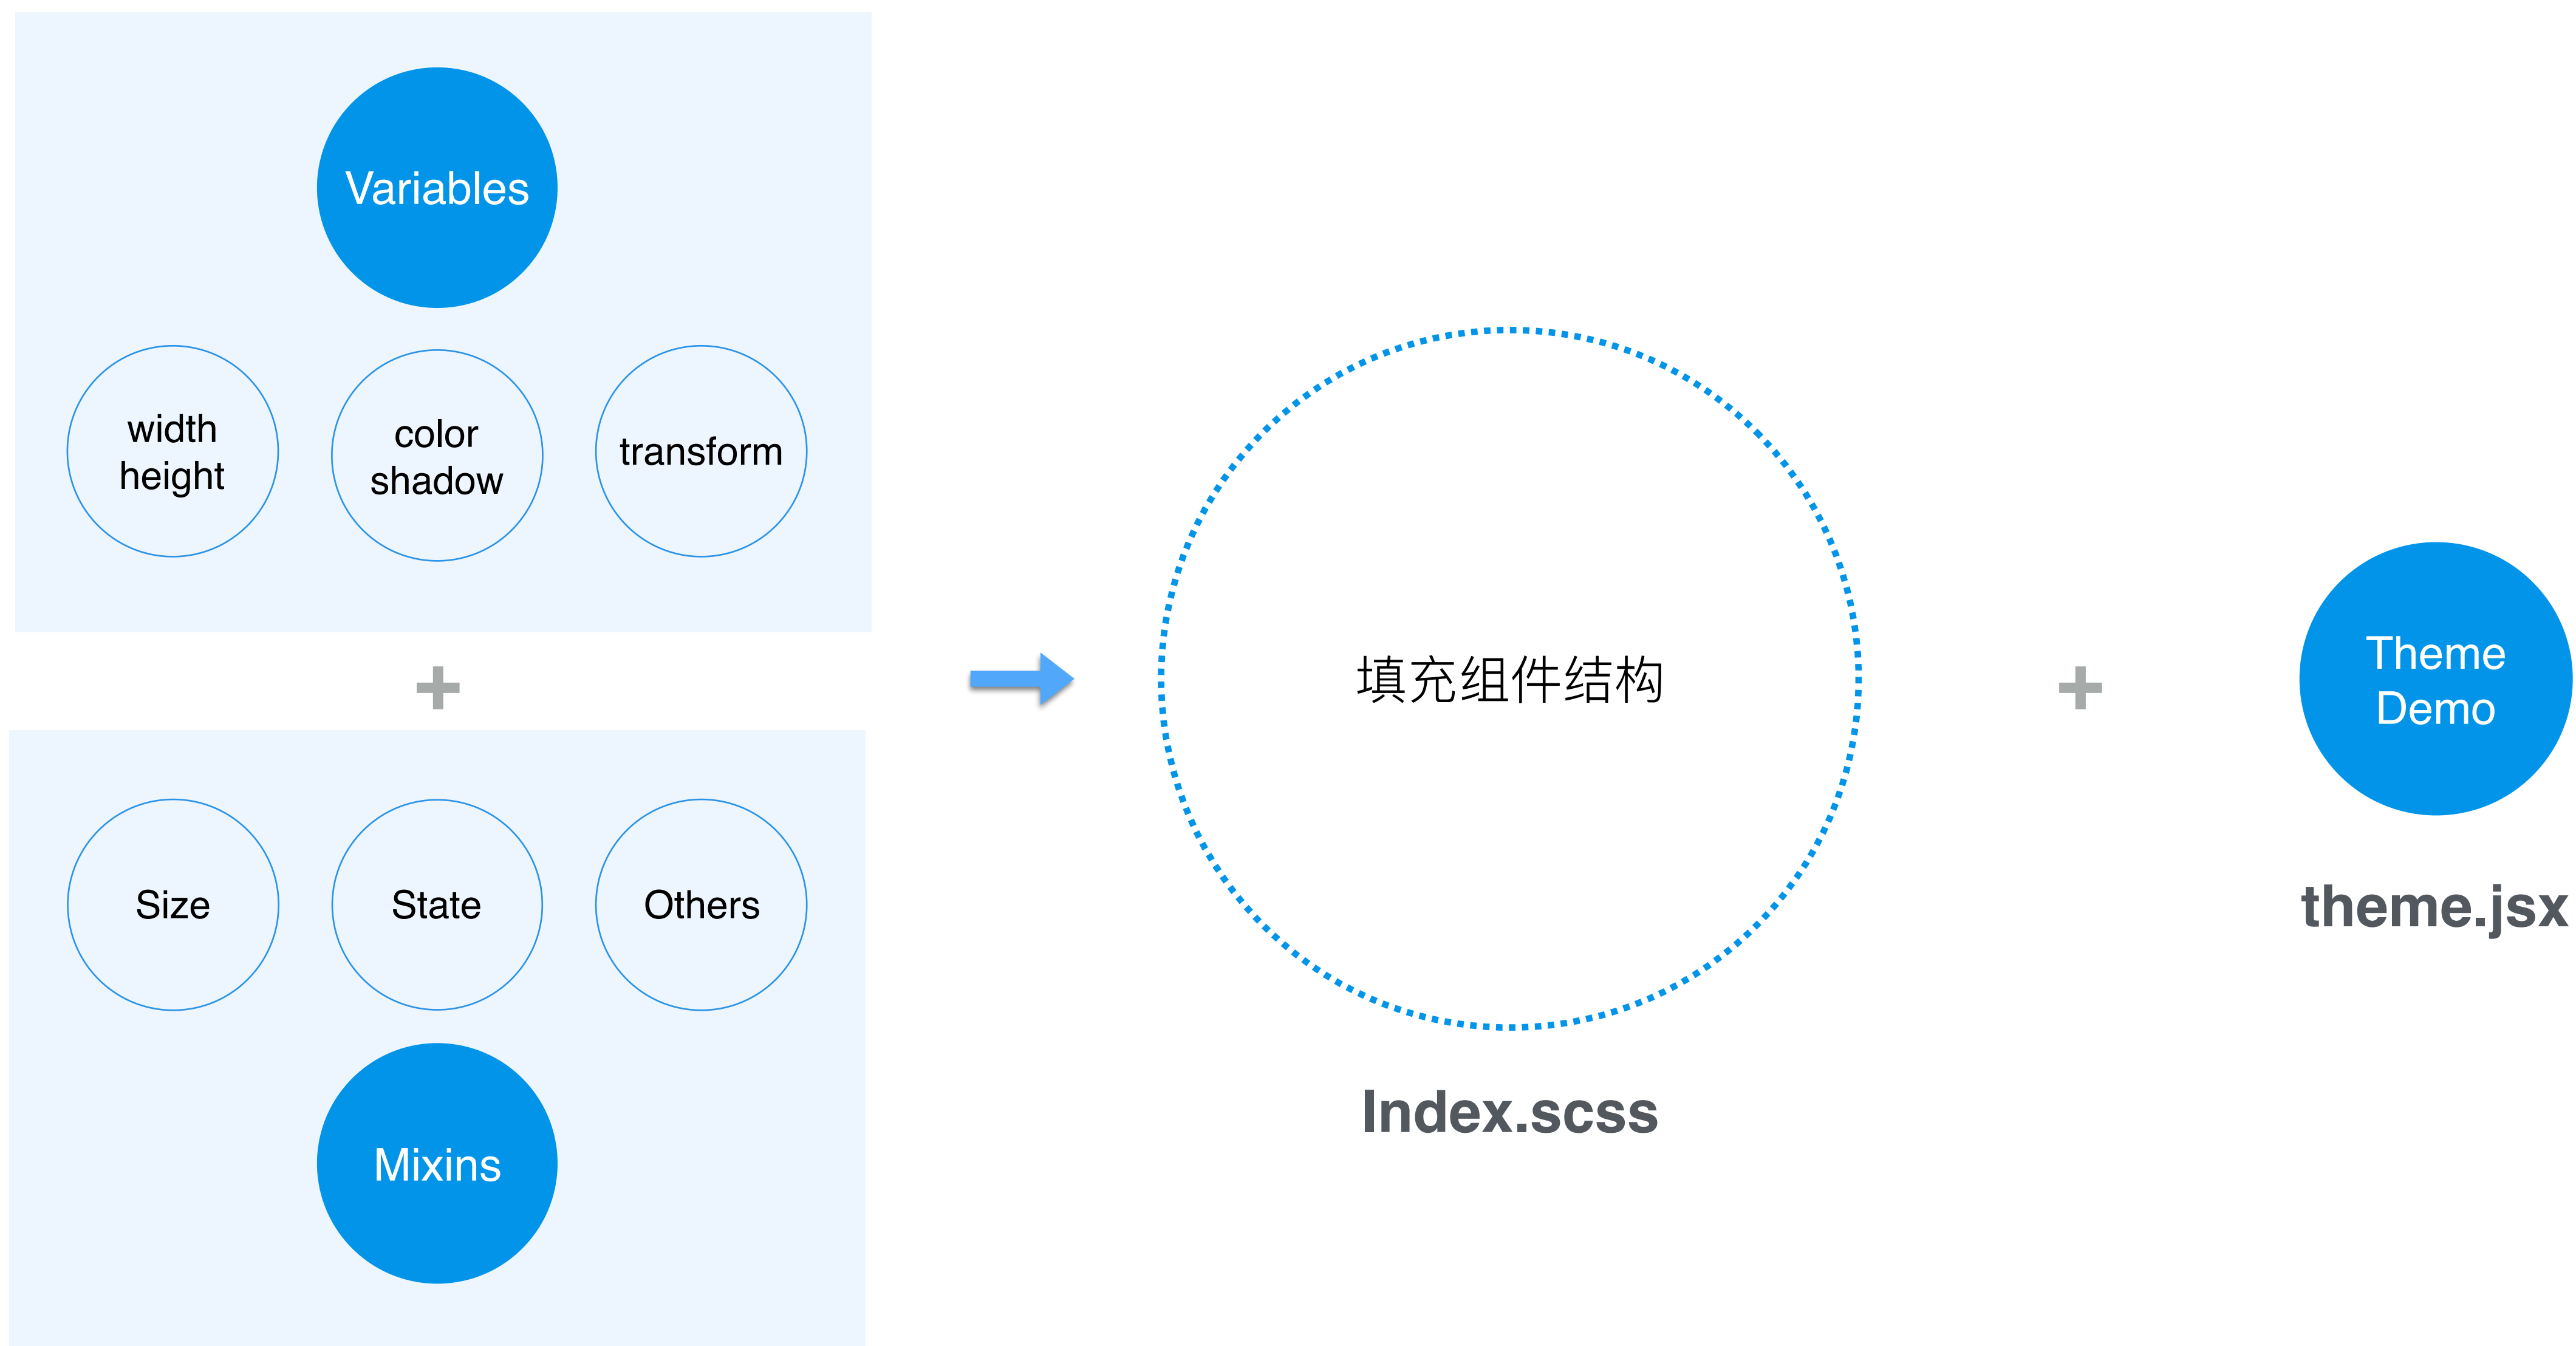 Variables
width
height
color
shadow
transform
Size
State
Others
Mixins
填充组件结构
Index.scss
Theme
Demo
theme.jsx